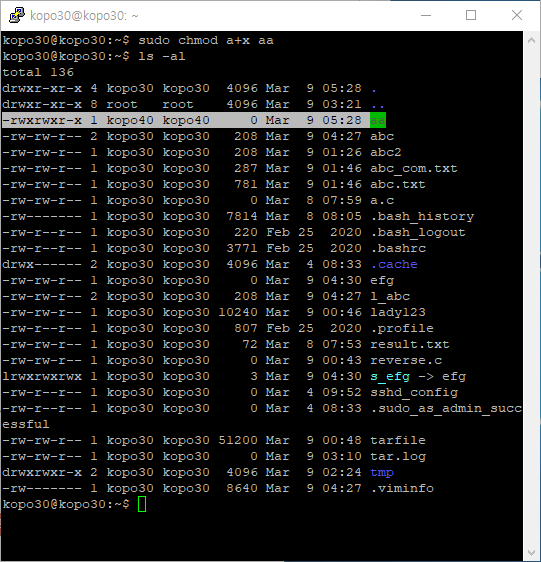 kopo30@kopo30: ~
kopo30@kopo30:~$ sudo chmod a+x aa
kopo30@kopo30:~$ ls -al
total 136
drwxr-xr-x 4 kopo30 kopo30  4096 Mar  9 05:28 .
drwxr-xr-x 8 root   root    4096 Mar  9 03:21 ..
-rwxrwxr-x 1 kopo40 kopo40     0 Mar  9 05:28 aa
-rw-rw-r-- 2 kopo30 kopo30   208 Mar  9 04:27 abc
-rw-rw-r-- 1 kopo30 kopo30   208 Mar  9 01:26 abc2
-rw-rw-r-- 1 kopo30 kopo30   287 Mar  9 01:46 abc_com.txt
-rw-rw-r-- 1 kopo30 kopo30   781 Mar  9 01:46 abc.txt
-rw-rw-r-- 1 kopo30 kopo30     0 Mar  8 07:59 a.c
-rw------- 1 kopo30 kopo30  7814 Mar  8 08:05 .bash_history
-rw-r--r-- 1 kopo30 kopo30   220 Feb 25  2020 .bash_logout
-rw-r--r-- 1 kopo30 kopo30  3771 Feb 25  2020 .bashrc
drwx------ 2 kopo30 kopo30  4096 Mar  4 08:33 .cache
-rw-rw-r-- 1 kopo30 kopo30     0 Mar  9 04:30 efg
-rw-rw-r-- 2 kopo30 kopo30   208 Mar  9 04:27 l_abc
-rw-rw-r-- 1 kopo30 kopo30 10240 Mar  9 00:46 lady123
-rw-r--r-- 1 kopo30 kopo30   807 Feb 25  2020 .profile
-rw-rw-r-- 1 kopo30 kopo30    72 Mar  8 07:53 result.txt
-rw-rw-r-- 1 kopo30 kopo30     0 Mar  9 00:43 reverse.c
lrwxrwxrwx 1 kopo30 kopo30     3 Mar  9 04:30 s_efg -> efg
-rw-rw-r-- 1 kopo30 kopo30     0 Mar  4 09:52 sshd_config
-rw-r--r-- 1 kopo30 kopo30     0 Mar  4 08:33 .sudo_as_admin_succ
essful
-rw-rw-r-- 1 kopo30 kopo30 51200 Mar  9 00:48 tarfile
-rw-rw-r-- 1 kopo30 kopo30     0 Mar  9 03:10 tar.log
drwxrwxr-x 2 kopo30 kopo30  4096 Mar  9 02:24 tmp
-rw------- 1 kopo30 kopo30  8640 Mar  9 04:27 .viminfo
kopo30@kopo30:~$